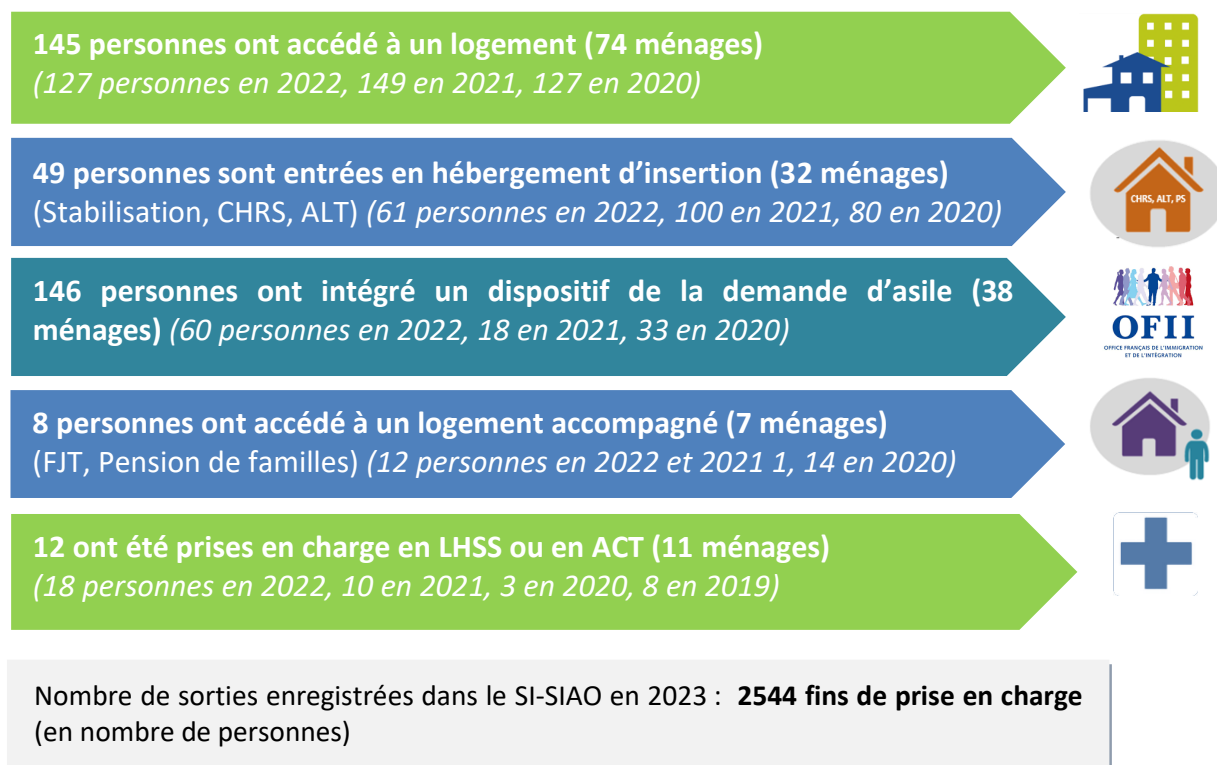 145 personnes ont accédé à un logement (74 ménages)
(127 personnes en 2022, 149 en 2021, 127 en 2020)
49 personnes sont entrées en hébergement d’insertion (32 ménages)
(Stabilisation, CHRS, ALT) (61 personnes en 2022, 100 en 2021, 80 en 2020)
CHRS, ALT, PS
146 personnes ont intégré un dispositif de la demande d’asile (38
ménages) (60 personnes en 2022, 18 en 2021, 33 en 2020)
OFII
OFFICE FRANÇAIS DE L’IMMIGRATION
ET DE L’INTÉGRATION
8 personnes ont accédé à un logement accompagné (7 ménages)
(FJT, Pension de familles) (12 personnes en 2022 et 2021 1, 14 en 2020)
12 ont été prises en charge en LHSS ou en ACT (11 ménages)
(18 personnes en 2022, 10 en 2021, 3 en 2020, 8 en 2019)
Nombre de sorties enregistrées dans le SI-SIAO en 2023 : 2544 fins de prise en charge
(en nombre de personnes)